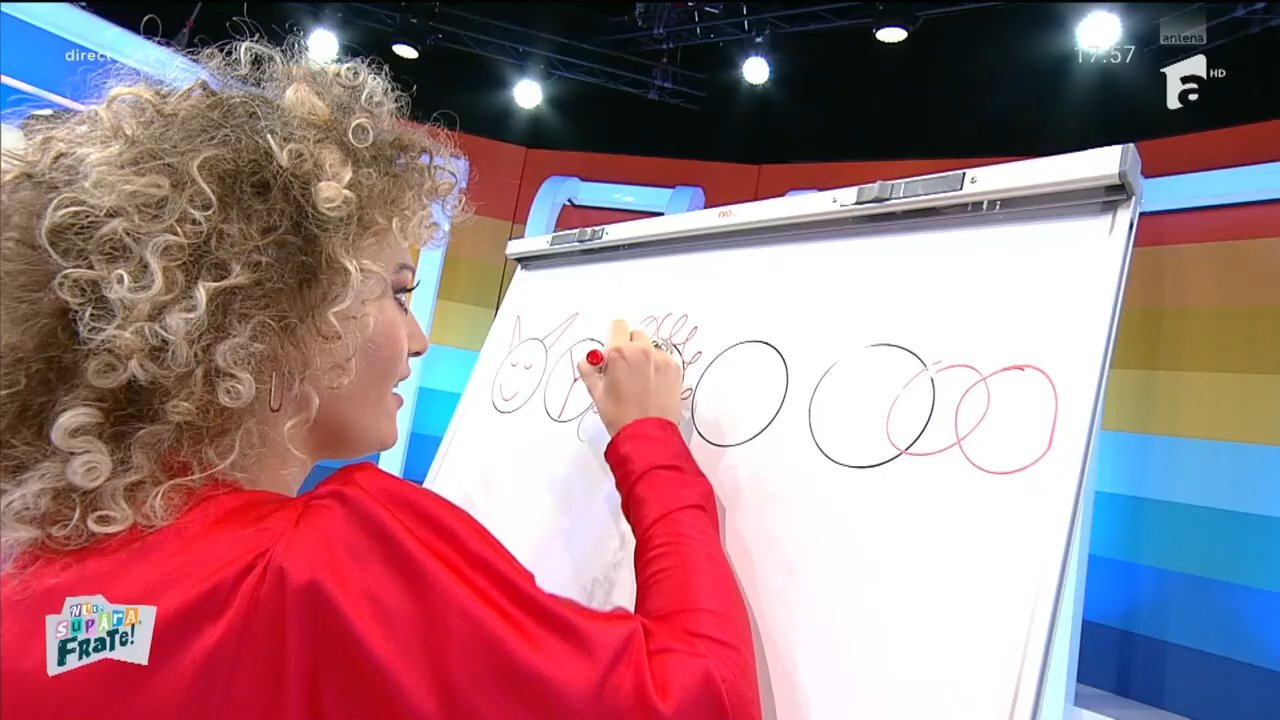 direct
antena
17:57
a HD
NU TE
SUPĂRA,
FRATE!